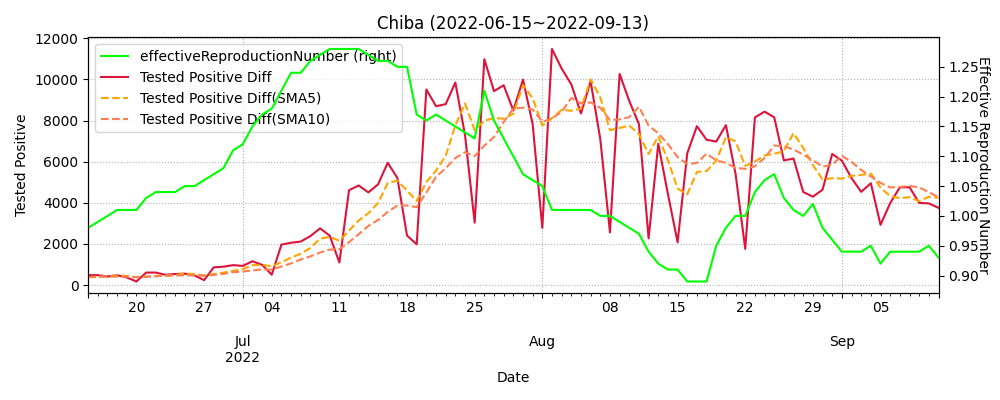 Chiba (2022-06-15~2022-09-13)
effectiveReproductionNumber (right)
Tested Positive Diff
Tested Positive Diff(SMA5)
Tested Positive Diff(SMA10)
Tested Positive
12000
10000
8000
6000
4000
2000
0
1.25
1.20
1.15
1.10
1.05
1.00
0.95
0.90
Effective Reproduction Number
20 27 04 11 18 25 08 15 22 29 05
Jul Aug Sep
2022
Date